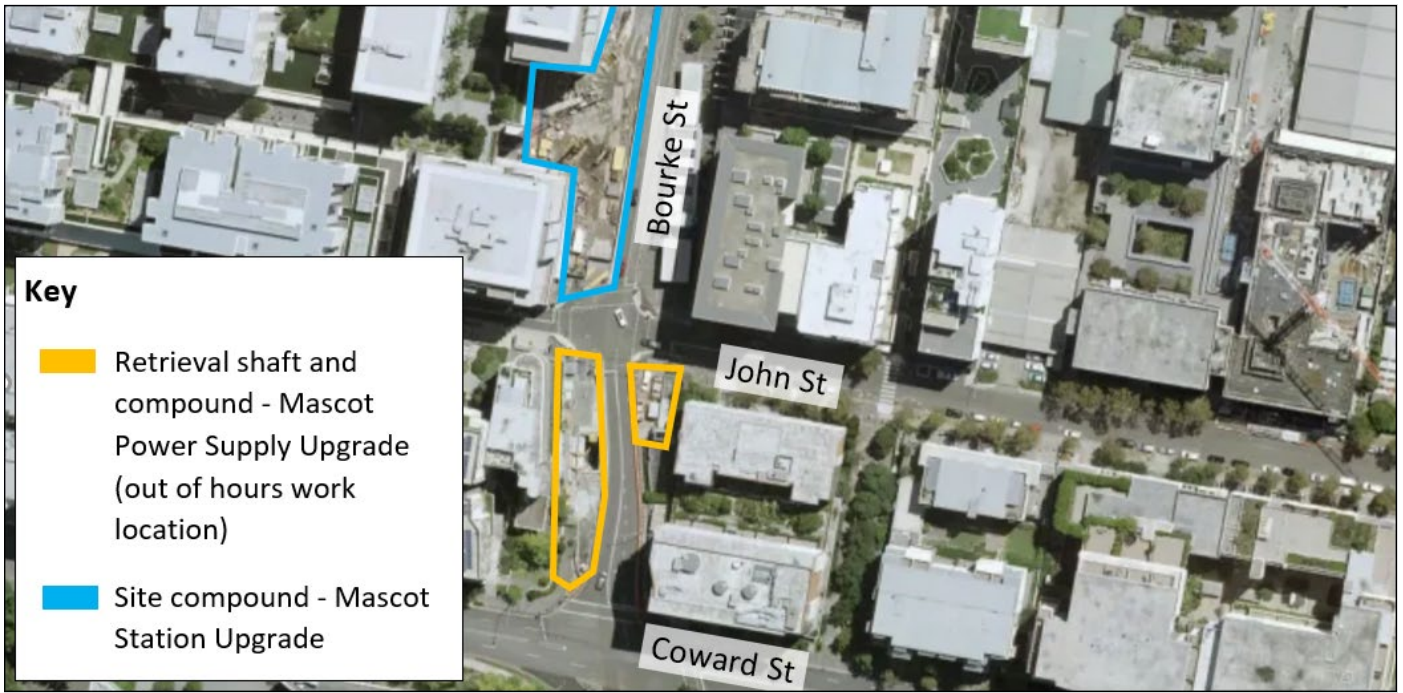 Bourke St
John St
Coward St
Key
Retrieval shaft and
compound - Mascot
Power Supply Upgrade
(out of hours work
location)
Site compound - Mascot
Station Upgrade